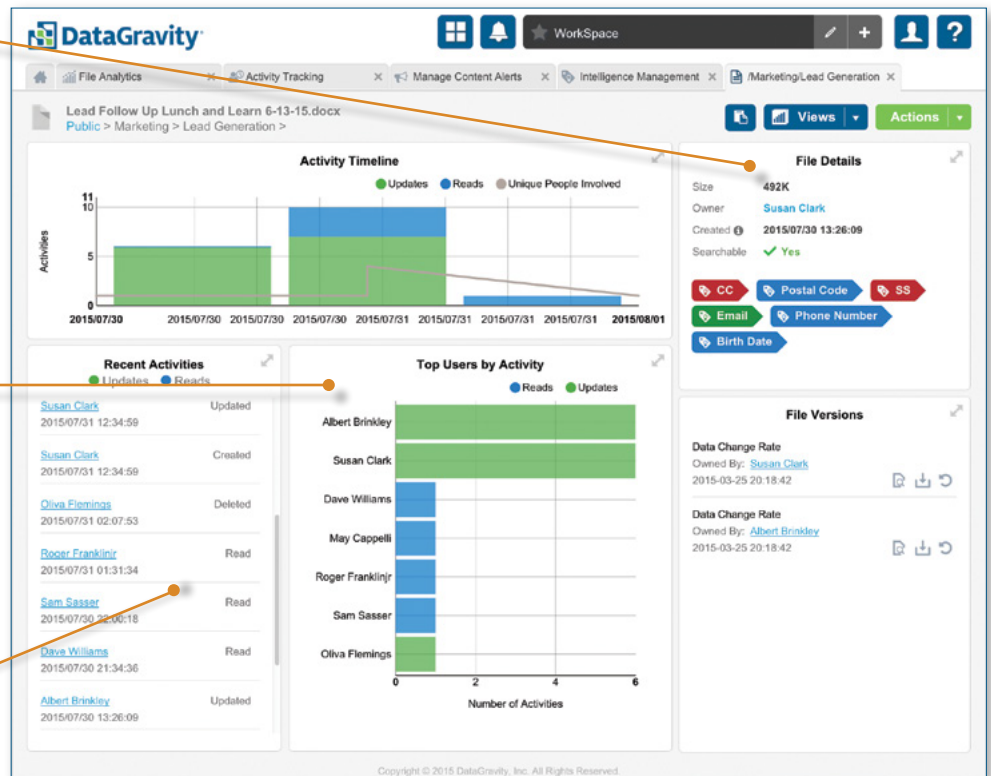 DataGravity
WorkSpace
?
File Analytics
Activity Tracking
Manage Content Alerts
Intelligence Management
/Marketing/Lead Generation
Lead Follow Up Lunch and Learn 6-13-15.docx
Public > Marketing > Lead Generation >
Views
Actions
Activity Timeline
Updates Reads Unique People Involved
Activities
11
10
5
0
2015/07/30 2015/07/30 2015/07/30 2015/07/30 2015/07/31 2015/07/31 2015/07/31 2015/07/31 2015/08/01
File Details
Size 492K
Owner Susan Clark
Created 2015/07/30 13:26:09
Searchable Yes
CC Postal Code SS
Email Phone Number
Birth Date
Recent Activities
Updates Reads
Susan Clark Updated
2015/07/31 12:34:59
Susan Clark Created
2015/07/31 12:34:59
Oliva Flemings Deleted
2015/07/31 02:07:53
Roger Franklinjr Read
2015/07/31 01:31:34
Sam Sasser Read
2015/07/30 22:00:18
Dave Williams Read
2015/07/30 21:34:36
Albert Brinkley Updated
2015/07/30 13:26:09
Top Users by Activity
Reads Updates
Albert Brinkley
Susan Clark
Dave Williams
May Cappelli
Roger Franklinjr
Sam Sasser
Oliva Flemings
0 2 4 6
Number of Activities
File Versions
Data Change Rate
Owned By: Susan Clark
2015-03-25 20:18:42
Data Change Rate
Owned By: Albert Brinkley
2015-03-25 20:18:42
Copyright © 2015 DataGravity, Inc. All Rights Reserved.